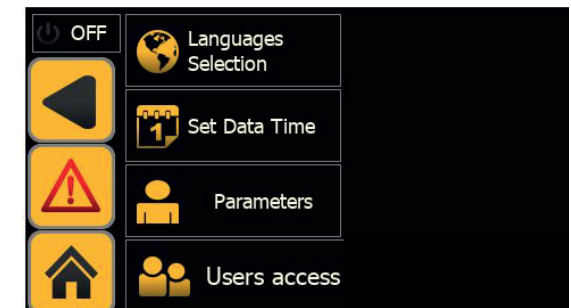 OFF
Languages
Selection
1
Set Data Time
Parameters
Users access